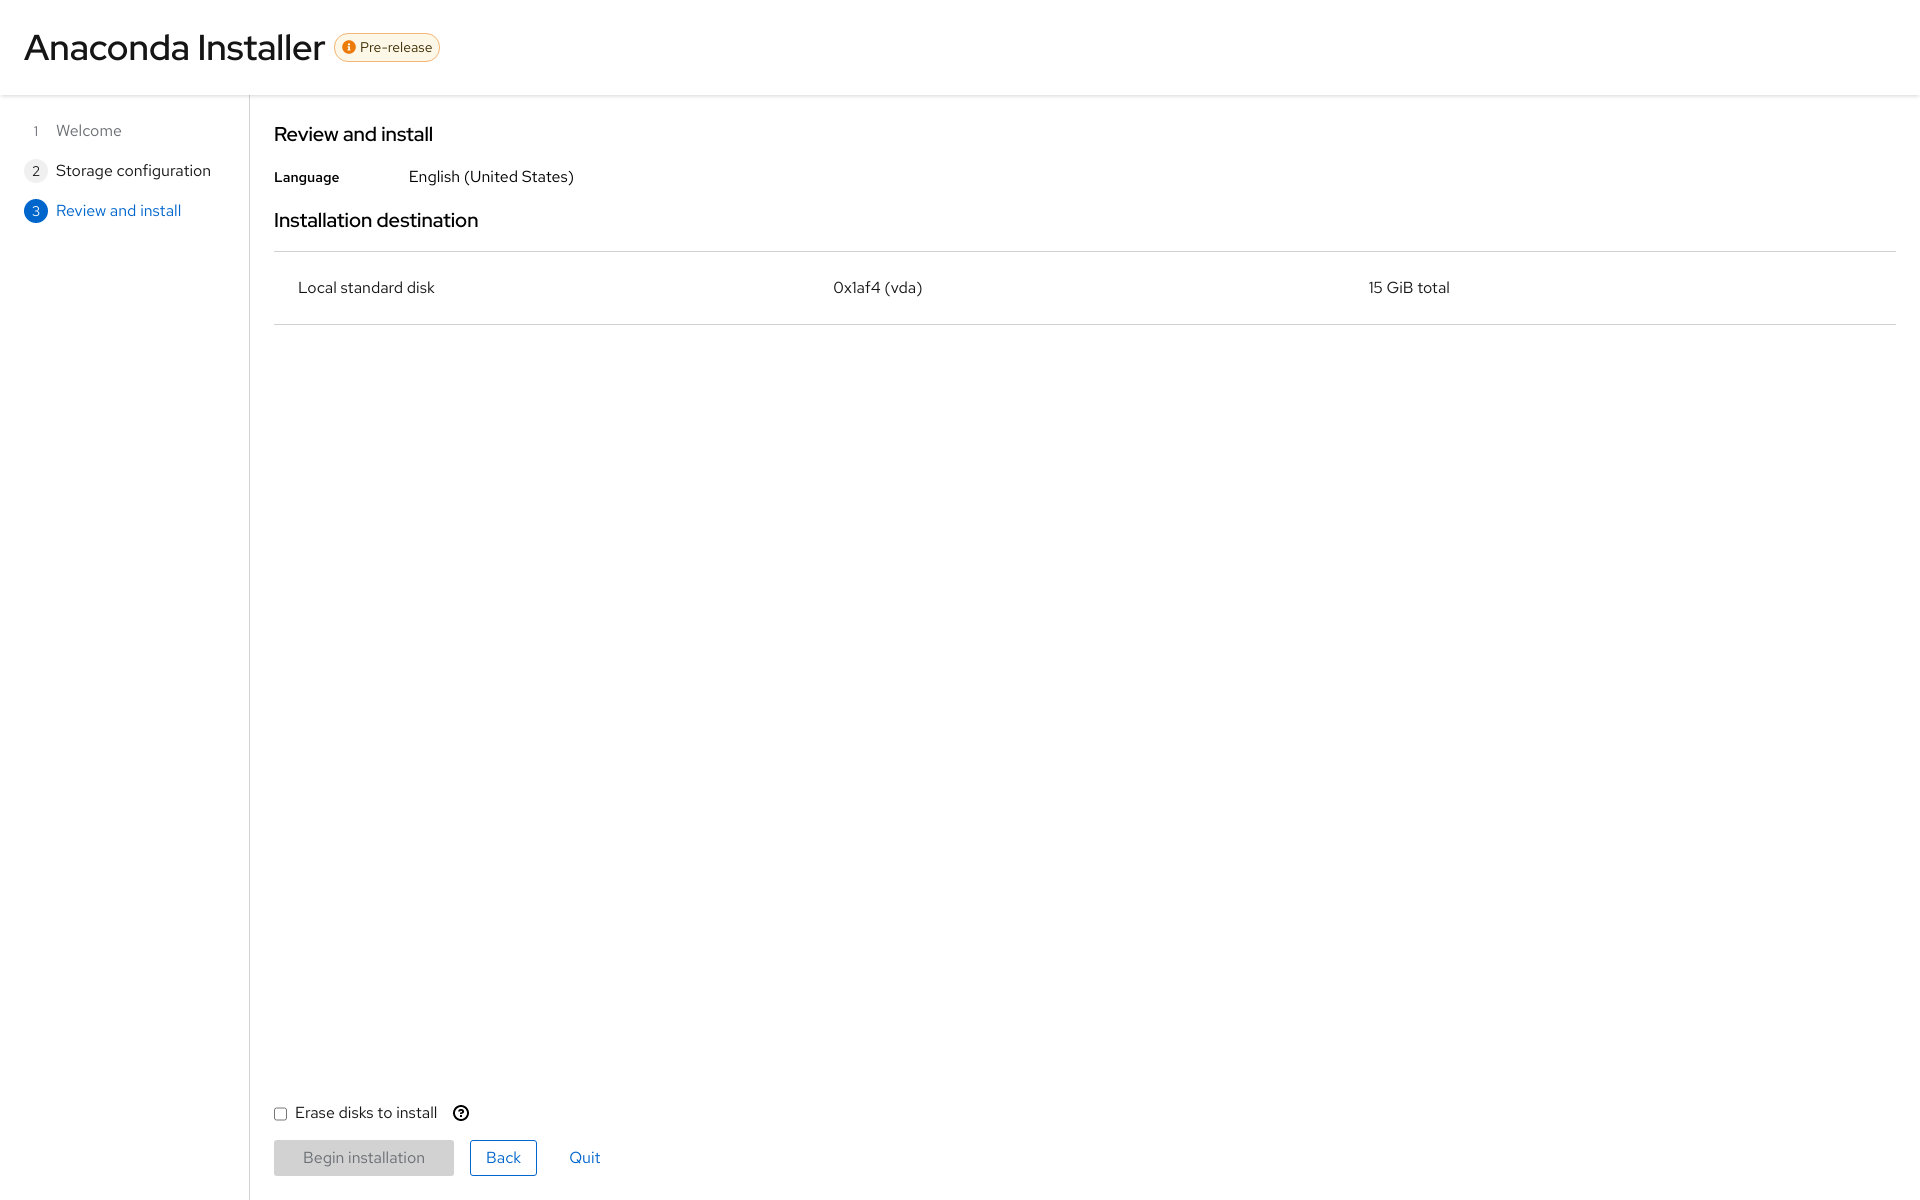 Anaconda Installer
Pre-release
1 Welcome
2 Storage configuration
3 Review and install
Review and install
Language English (United States)
Installation destination
Local standard disk 0x1af4 (vda) 15 GiB total
Erase disks to install
Begin installation Back Quit